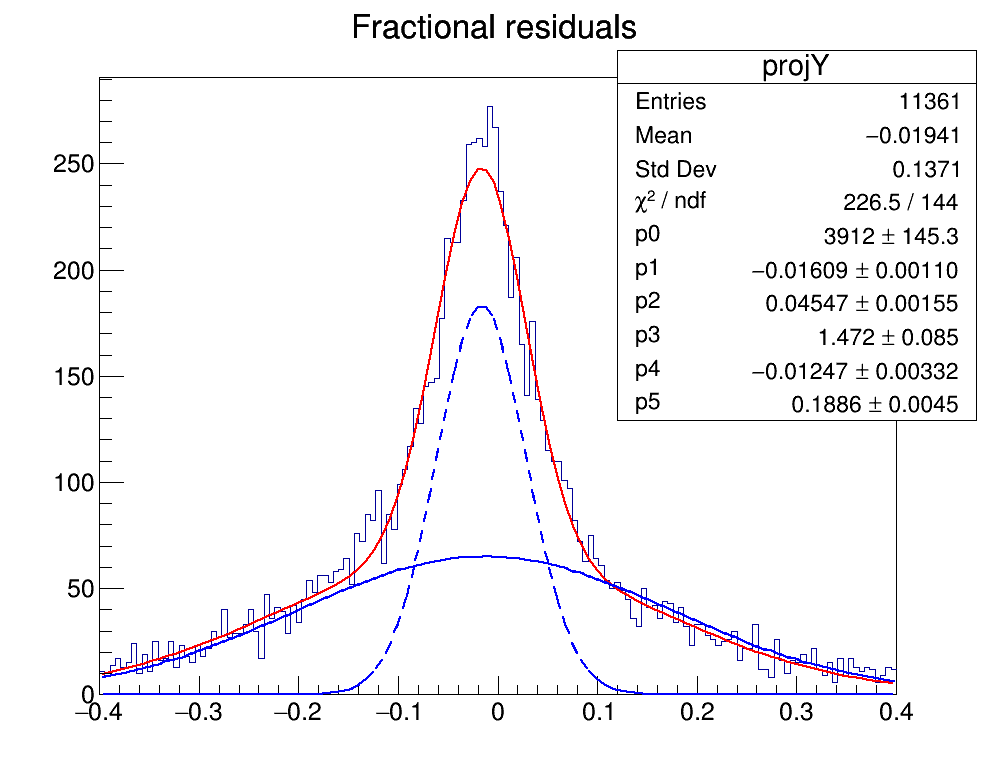 Fractional residuals
projY
Entries 11361
Mean −0.01941
Std Dev 0.1371
χ² / ndf 226.5 / 144
p0 3912 ± 145.3
p1 −0.01609 ± 0.00110
p2 0.04547 ± 0.00155
p3 1.472 ± 0.085
p4 −0.01247 ± 0.00332
p5 0.1886 ± 0.0045
250
200
150
100
50
0
−0.4 −0.3 −0.2 −0.1 0 0.1 0.2 0.3 0.4